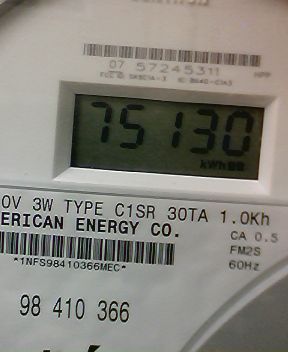 07 57245311
HPP
75130
kWh
0V 3W TYPE C1SR 30TA 1.0Kh
ERICAN ENERGY CO.
CA 0.5
FM2S
*1NFS98410366MEC*
60Hz
98 410 366